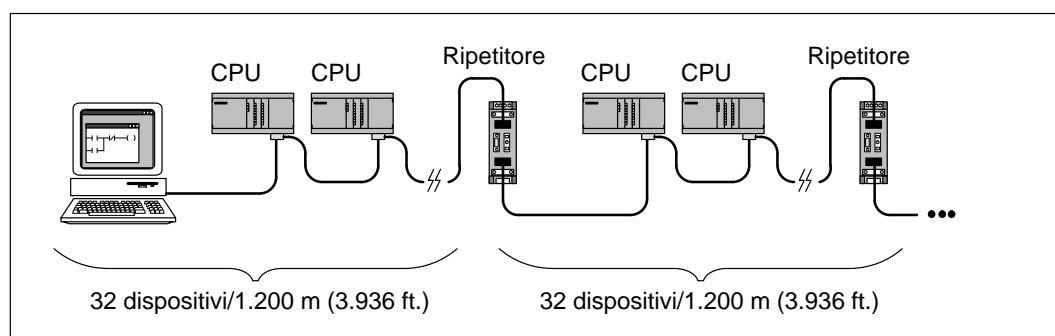 Ripetitore
CPU CPU
CPU CPU
Ripetitore
32 dispositivi/1.200 m (3.936 ft.)
32 dispositivi/1.200 m (3.936 ft.)